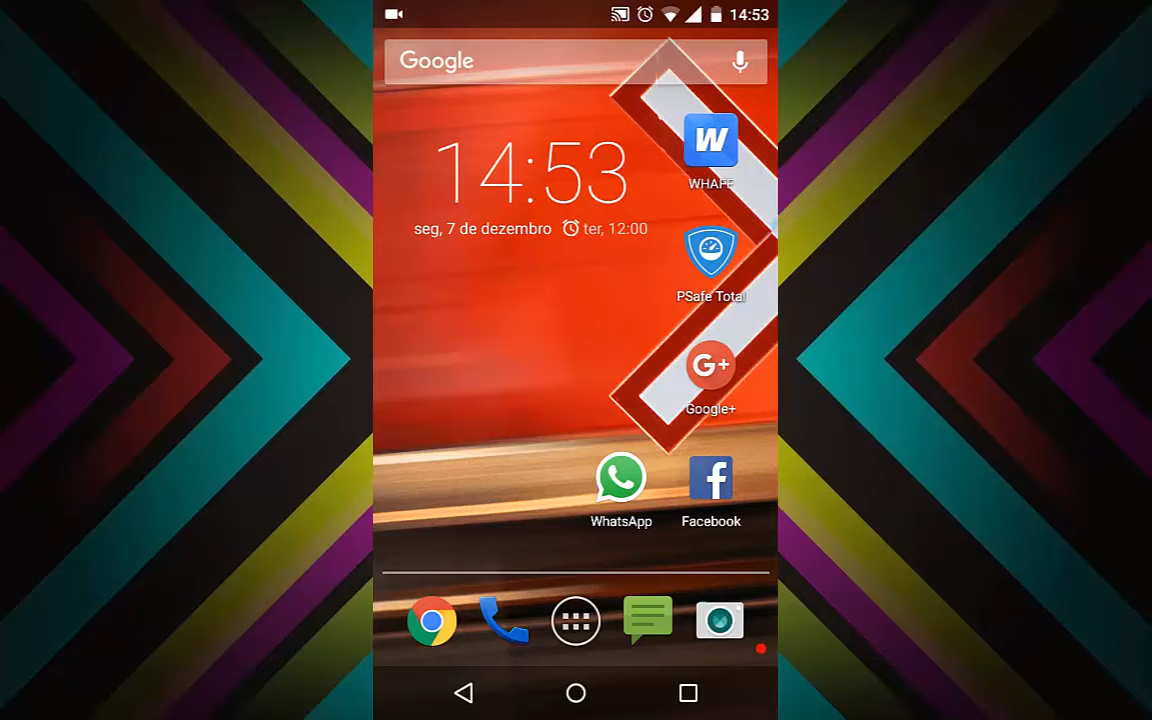 14:53
Google
W
WHAFF
14:53
seg, 7 de dezembro ter, 12:00
PSafe Total
G+
Google+
f
WhatsApp Facebook